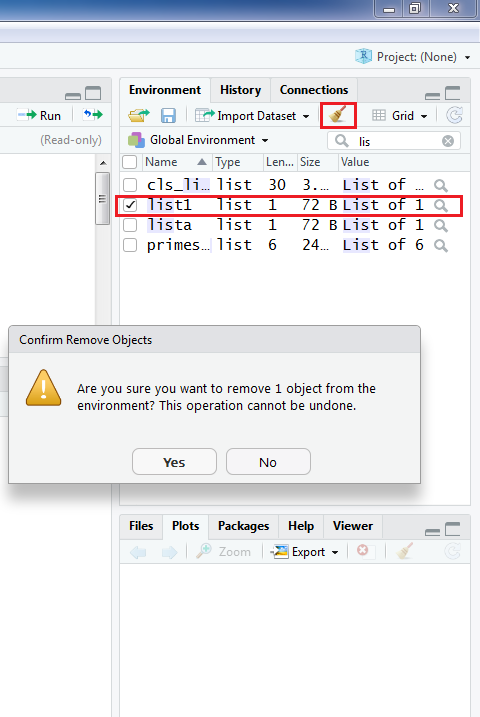 Project: (None)
Environment History Connections
Run Import Dataset Grid
(Read-only) Global Environment lis
Name Type Len... Size Value
cls_li... list 30 3.... List of ...
list1 list 1 72 B List of 1
lista list 1 72 B List of 1
primes... list 6 24... List of 6
Confirm Remove Objects
Are you sure you want to remove 1 object from the
environment? This operation cannot be undone.
Yes No
Files Plots Packages Help Viewer
Zoom Export